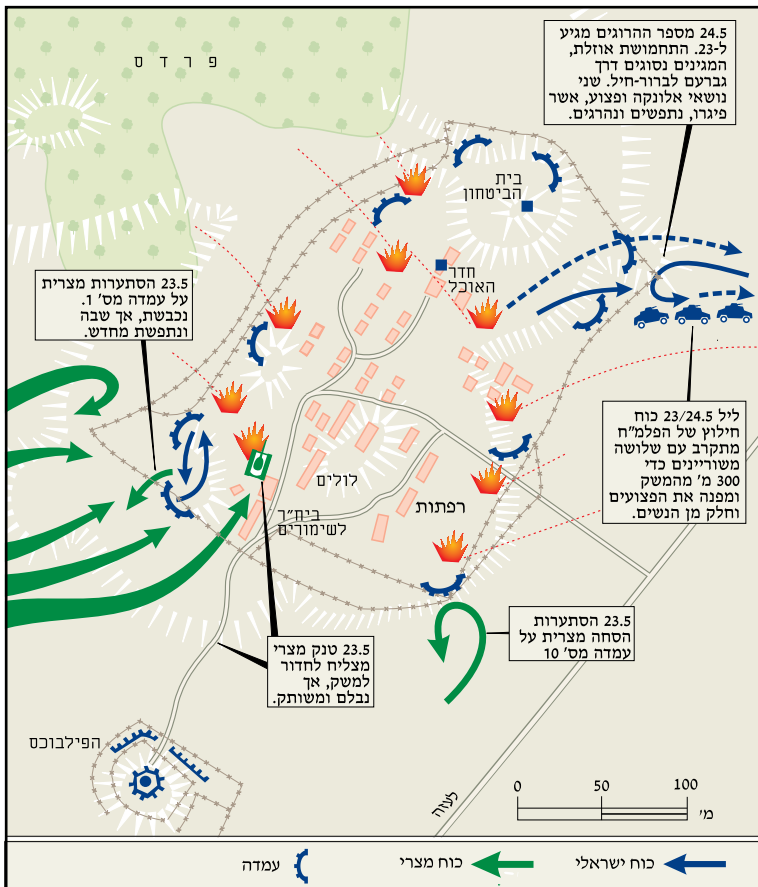 24.5 מספר ההרוגים מגיע
ל-23. התחמושת אוזלת,
המגינים נסוגים דרך
גברעם לברור-חיל. שני
נושאי אלונקה ופצוע, אשר
פיגרו, נתפשים ונהרגים.
פרדס
בית
הביטחון
חדר
האוכל
23.5 הסתערות מצרית
על עמדה מס' 1.
נכבשת, אך שבה
ונתפשת מחדש.
ליל 23/24.5 כוח
חילוץ של הפלמ"ח
מתקרב עם שלושה
משוריינים כדי
300 מ' מהמשק
ומפנה את הפצועים
וחלק מן הנשים.
לולים
רפתות
ביח"ר
לשימורים
23.5 הסתערות
הסחה מצרית על
עמדה מס' 10
23.5 טנק מצרי
מצליח לחדור
למשק, אך
נבלם ומשותק.
הפילבוכס
לעזה
0 50 100
מ'
כוח ישראלי
כוח מצרי
עמדה